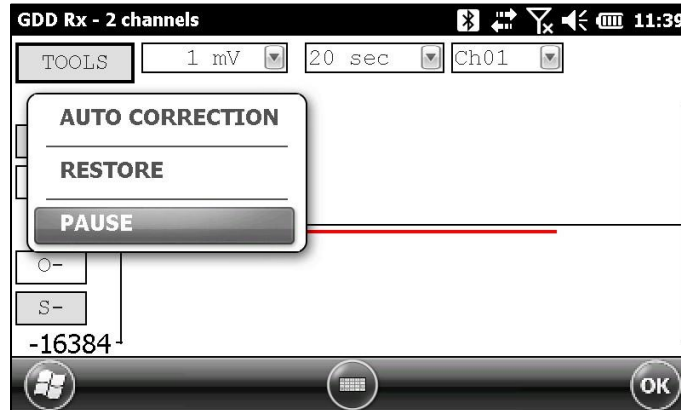 GDD Rx - 2 channels 11:39
TOOLS 1 mV 20 sec Ch01
AUTO CORRECTION
RESTORE
PAUSE
O-
S-
-16384
OK